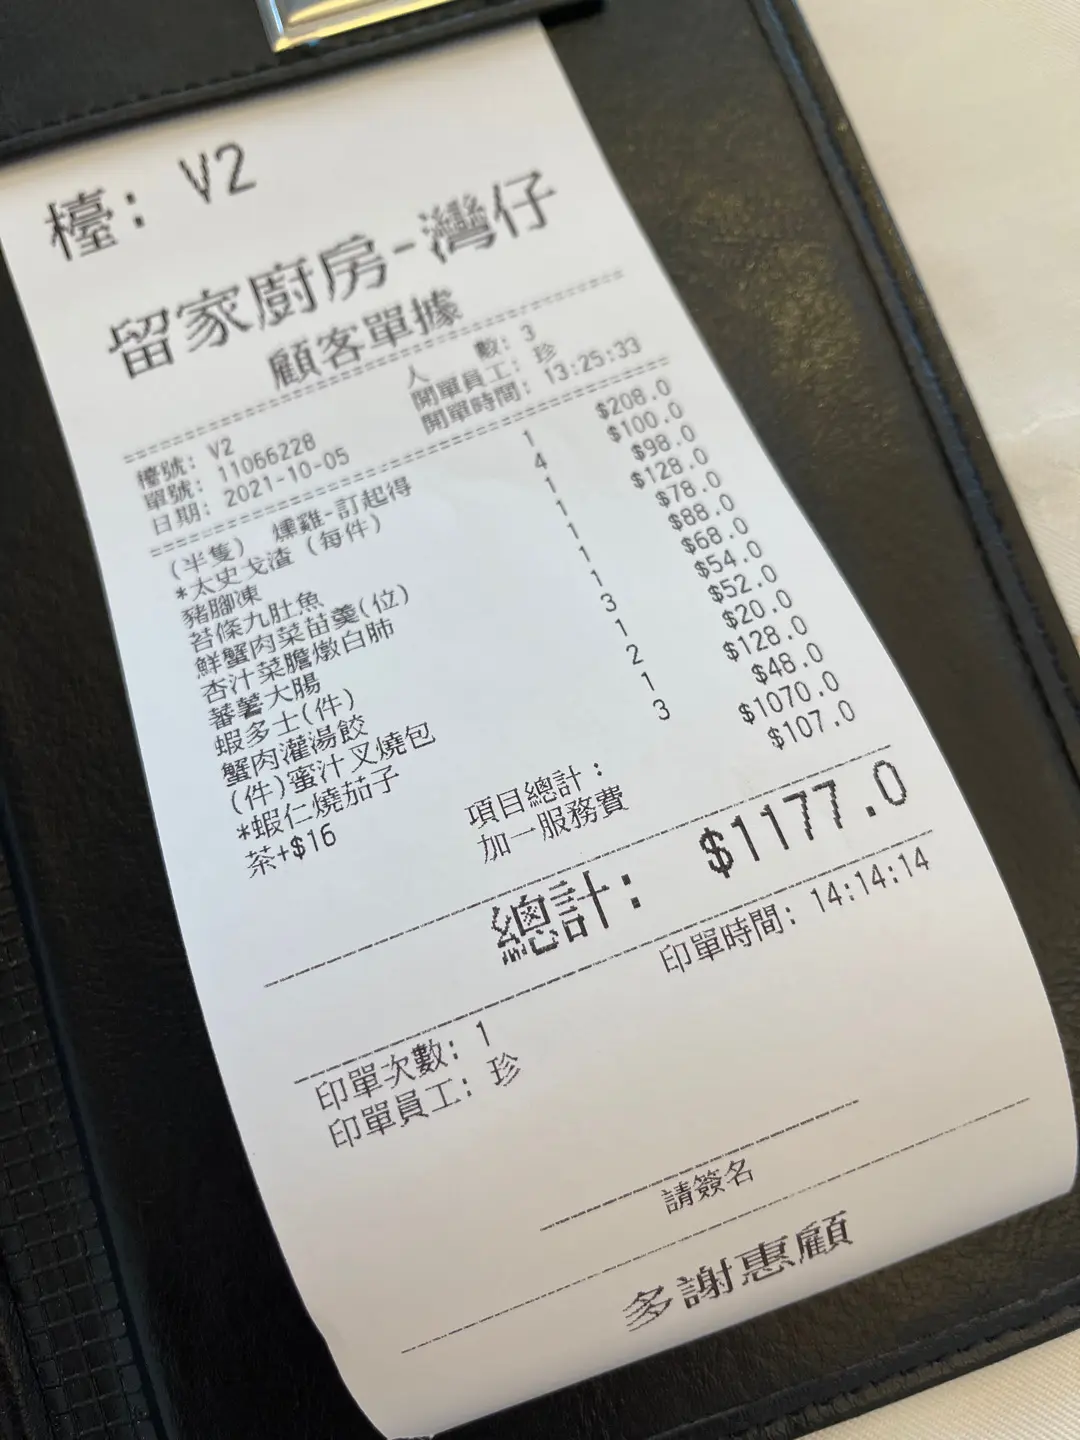 檯: V2
留家廚房-灣仔
顧客單據
檯號: V2 人 數: 3
單號: 11066228 開單員工: 珍
日期: 2021-10-05 開單時間: 13:25:33
(半隻) 燻雞-訂起得 1 $208.0
*太史戈渣 (每件) 4 $100.0
豬腳凍 1 $98.0
苔條九肚魚 1 $128.0
鮮蟹肉菜苗羹(位) 1 $78.0
杏汁菜膽燉白肺 1 $88.0
蕃薯大腸 1 $68.0
蝦多士(件) 3 $54.0
蟹肉灌湯餃 1 $52.0
(件)蜜汁叉燒包 2 $20.0
*蝦仁燒茄子 1 $128.0
茶+$16 3 $48.0
項目總計: $1070.0
加一服務費 $107.0
總計: $1177.0
印單時間: 14:14:14
印單次數: 1
印單員工: 珍
請簽名
多謝惠顧